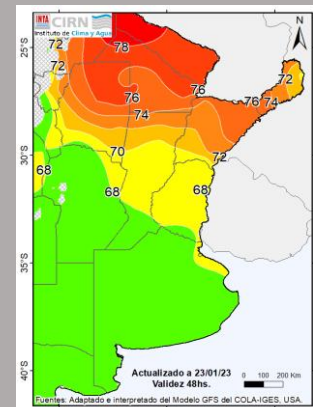 INTA CIRN
Instituto de Clima y Agua
N
25°S
30°S
35°S
40°S
72
78
72
72
76
76
76
74
74
70
72
68
68
68
Actualizado a 23/01/23
Validez 48hs.
0 100 200 Km
Fuentes: Adaptado e interpretado del Modelo GFS del COLA-IGES, USA.